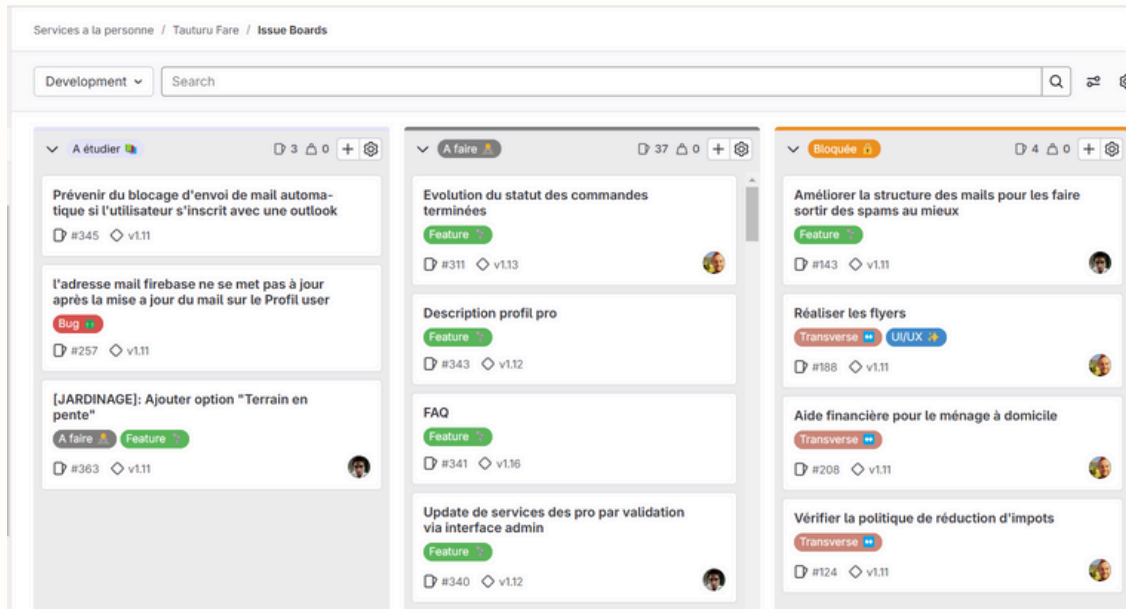 Services a la personne / Tauturu Fare / Issue Boards
Development
Search
A étudier
3 0
Prévenir du blocage d'envoi de mail automa-
tique si l'utilisateur s'inscrit avec une outlook
#345 v1.11
l'adresse mail firebase ne se met pas à jour
après la mise a jour du mail sur le Profil user
Bug
#257 v1.11
[JARDINAGE]: Ajouter option "Terrain en
pente"
A faire Feature
#363 v1.11
A faire
37 0
Evolution du statut des commandes
terminées
Feature
#311 v1.13
Description profil pro
Feature
#343 v1.12
FAQ
Feature
#341 v1.16
Update de services des pro par validation
via interface admin
Feature
#340 v1.12
Bloquée
4 0
Améliorer la structure des mails pour les faire
sortir des spams au mieux
Feature
#143 v1.11
Réaliser les flyers
Transverse UI/UX
#188 v1.11
Aide financière pour le ménage à domicile
Transverse
#208 v1.11
Vérifier la politique de réduction d'impots
Transverse
#124 v1.11